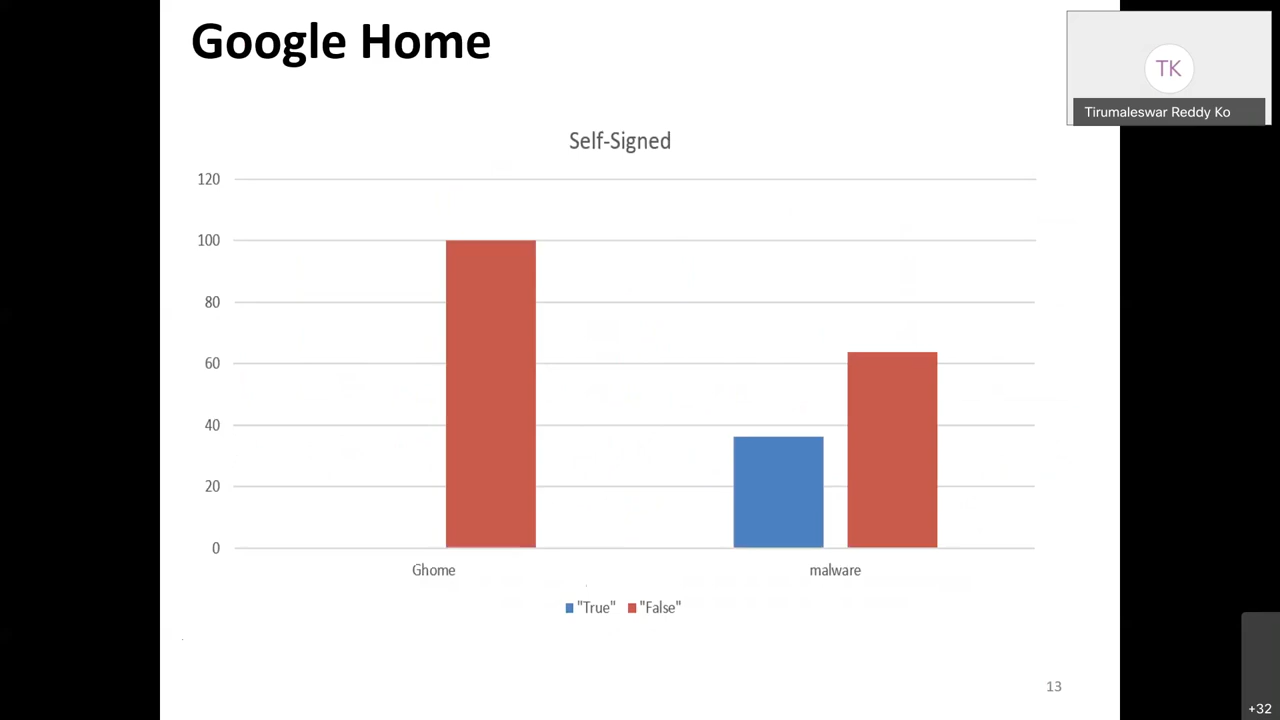 Google Home
TK
Tirumaleswar Reddy Ko
Self-Signed
120
100
80
60
40
20
0
Ghome malware
"True" "False"
13
+32